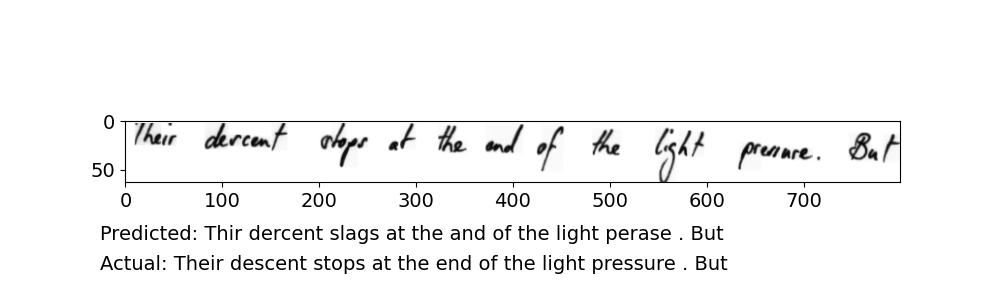 0
Their descent stops at the end of the light pressure. But
50
0 100 200 300 400 500 600 700
Predicted: Thir dercent slags at the and of the light perase . But
Actual: Their descent stops at the end of the light pressure . But